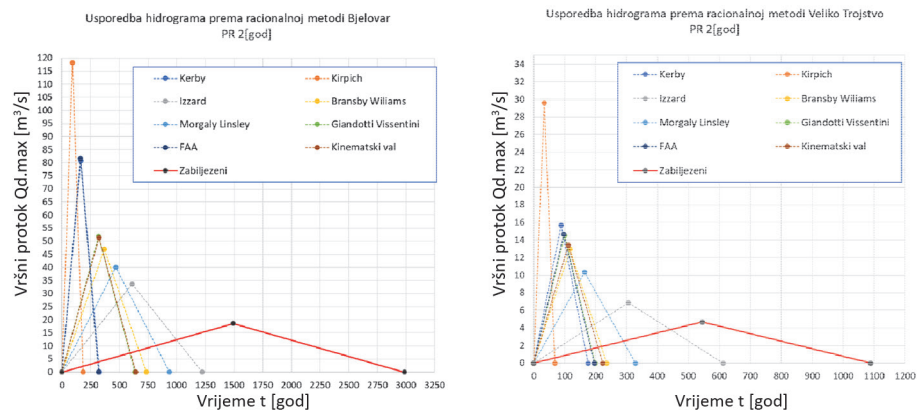 Usporedba hidrograma prema racionalnoj metodi Bjelovar
PR 2[god]
Vršni protok Qd.max [m³/s]
120
115
110
105
100
95
90
85
80
75
70
65
60
55
50
45
40
35
30
25
20
15
10
5
0
Kerby
Kirpich
Izzard
Bransby Wiliams
Morgaly Linsley
Giandotti Vissentini
FAA
Kinematski val
Zabilježeni
0 250 500 750 1000 1250 1500 1750 2000 2250 2500 2750 3000 3250
Vrijeme t [god]
Usporedba hidrograma prema racionalnoj metodi Veliko Trojstvo
PR 2[god]
Vršni protok Qd.max [m³/s]
34
32
30
28
26
24
22
20
18
16
14
12
10
8
6
4
2
0
Kerby
Kirpich
Izzard
Bransby Wiliams
Morgaly Linsley
Giandotti Vissentini
FAA
Kinematski val
Zabiljezeni
0 100 200 300 400 500 600 700 800 900 1000 1100 1200
Vrijeme t [god]